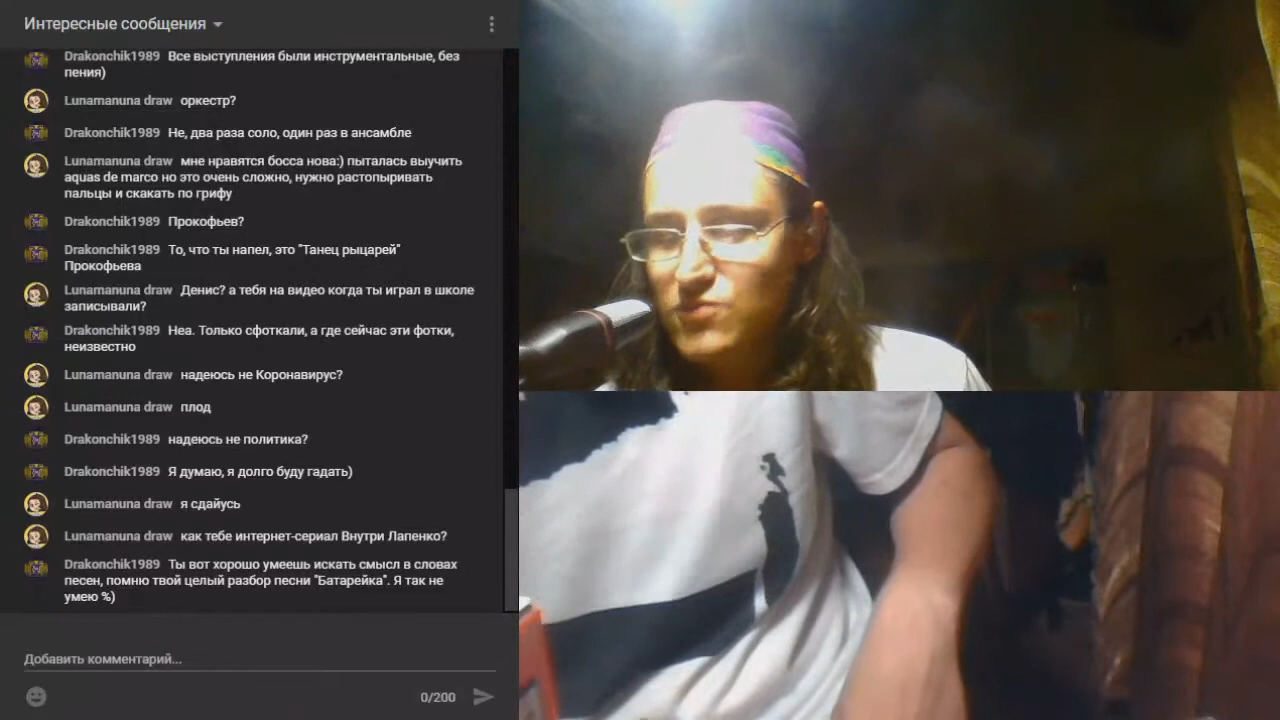 Интересные сообщения
Drakonchik1989 Все выступления были инструментальные, без
пения)
Lunamanuna draw оркестр?
Drakonchik1989 Не, два раза соло, один раз в ансамбле
Lunamanuna draw мне нравятся босса нова:) пыталась выучить
aquas de marco но это очень сложно, нужно растопыривать
пальцы и скакать по грифу
Drakonchik1989 Прокофьев?
Drakonchik1989 То, что ты напел, это "Танец рыцарей"
Прокофьева
Lunamanuna draw Денис? а тебя на видео когда ты играл в школе
записывали?
Drakonchik1989 Неа. Только сфоткали, а где сейчас эти фотки,
неизвестно
Lunamanuna draw надеюсь не Коронавирус?
Lunamanuna draw плод
Drakonchik1989 надеюсь не политика?
Drakonchik1989 Я думаю, я долго буду гадать)
Lunamanuna draw я сдайусь
Lunamanuna draw как тебе интернет-сериал Внутри Лапенко?
Drakonchik1989 Ты вот хорошо умеешь искать смысл в словах
песен, помню твой целый разбор песни "Батарейка". Я так не
умею %)
Добавить комментарий...
0/200